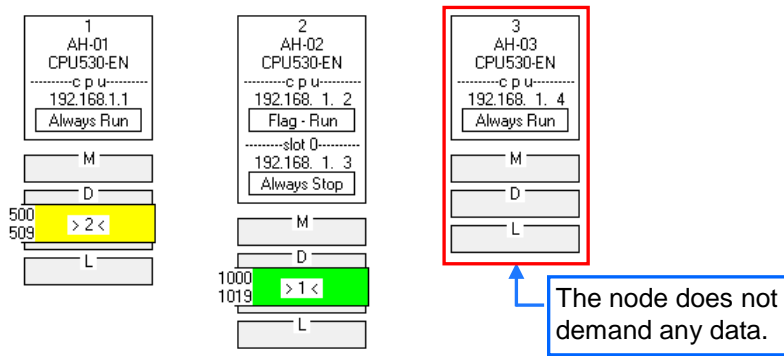 1
AH-01
CPU530-EN
--------c p u---------
192.168.1.1
Always Run
M
D
500
509
> 2 <
L
2
AH-02
CPU530-EN
--------c p u---------
192.168. 1. 2
Flag - Run
--------slot 0---------
192.168. 1. 3
Always Stop
M
D
1000
1019
> 1 <
L
3
AH-03
CPU530-EN
--------c p u---------
192.168. 1. 4
Always Run
M
D
L
The node does not
demand any data.